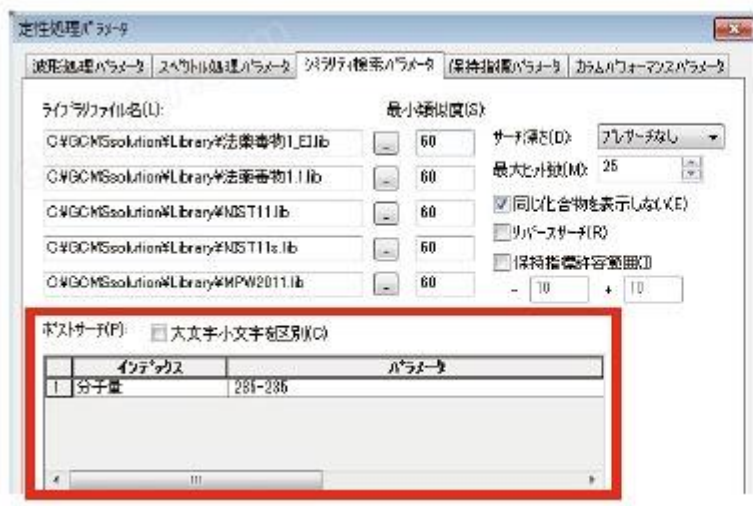 定性処理パラメータ
波形処理パラメータ スペクトル処理パラメータ シミラリティ検索パラメータ 保持指標パラメータ カラムパフォーマンスパラメータ
ライブラリファイル名(L): 最小類似度(S):
C:¥GCMSsolution¥Library¥法薬毒物1_EI.lib ... 60 サーチ深さ(D): プレサーチなし
C:¥GCMSsolution¥Library¥法薬毒物1.1.lib ... 60 最大ヒット数(M): 25
C:¥GCMSsolution¥Library¥NIST11.lib ... 60 同じ化合物を表示しない(E)
C:¥GCMSsolution¥Library¥NIST11s.lib ... 60 リバースサーチ(R)
C:¥GCMSsolution¥Library¥MPW2011.lib ... 60 保持指標許容範囲(I)
- 10 + 10
ポストサーチ(P): 大文字小文字を区別(C)
インデックス パラメータ
1 分子量 285-285